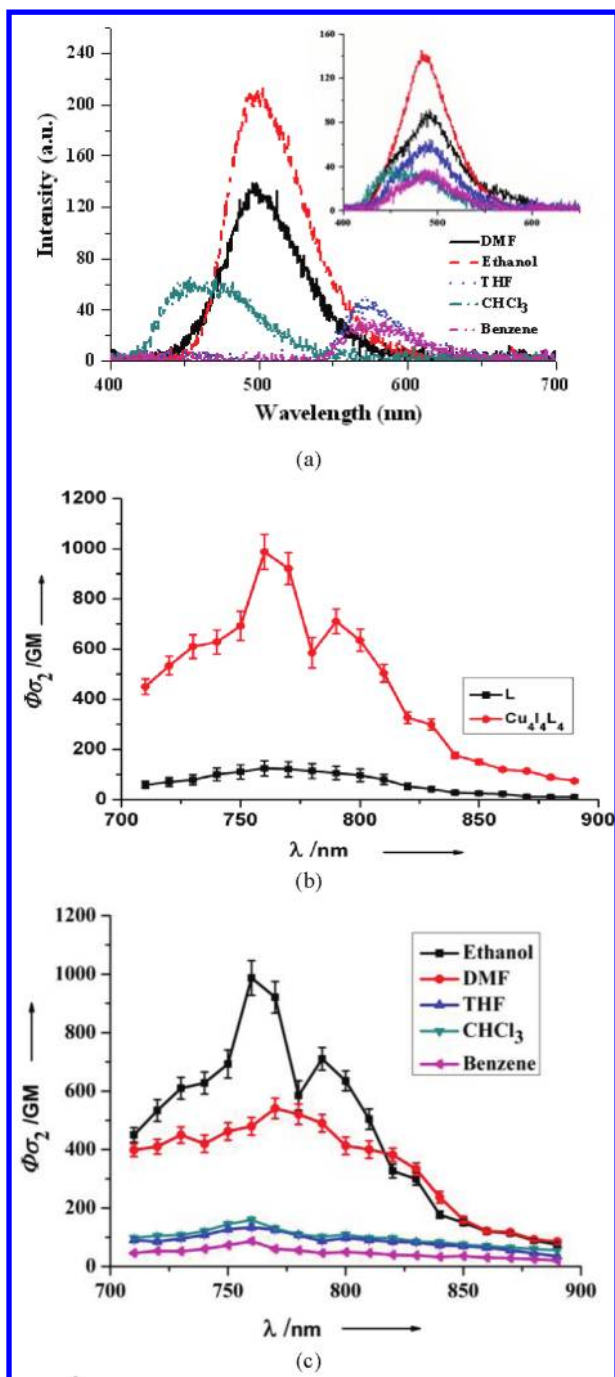 240
200
160
120
80
40
0
Intensity (a.u.)
160
120
80
40
0
400 500 600
DMF
Ethanol
THF
CHCl3
Benzene
400 500 600 700
Wavelength (nm)
(a)
1200
1000
800
600
400
200
0
Φσ2 /GM
L
Cu4I4L4
700 750 800 850 900
λ /nm
(b)
1200
1000
800
600
400
200
0
Φσ2 /GM
Ethanol
DMF
THF
CHCl3
Benzene
700 750 800 850 900
λ /nm
(c)